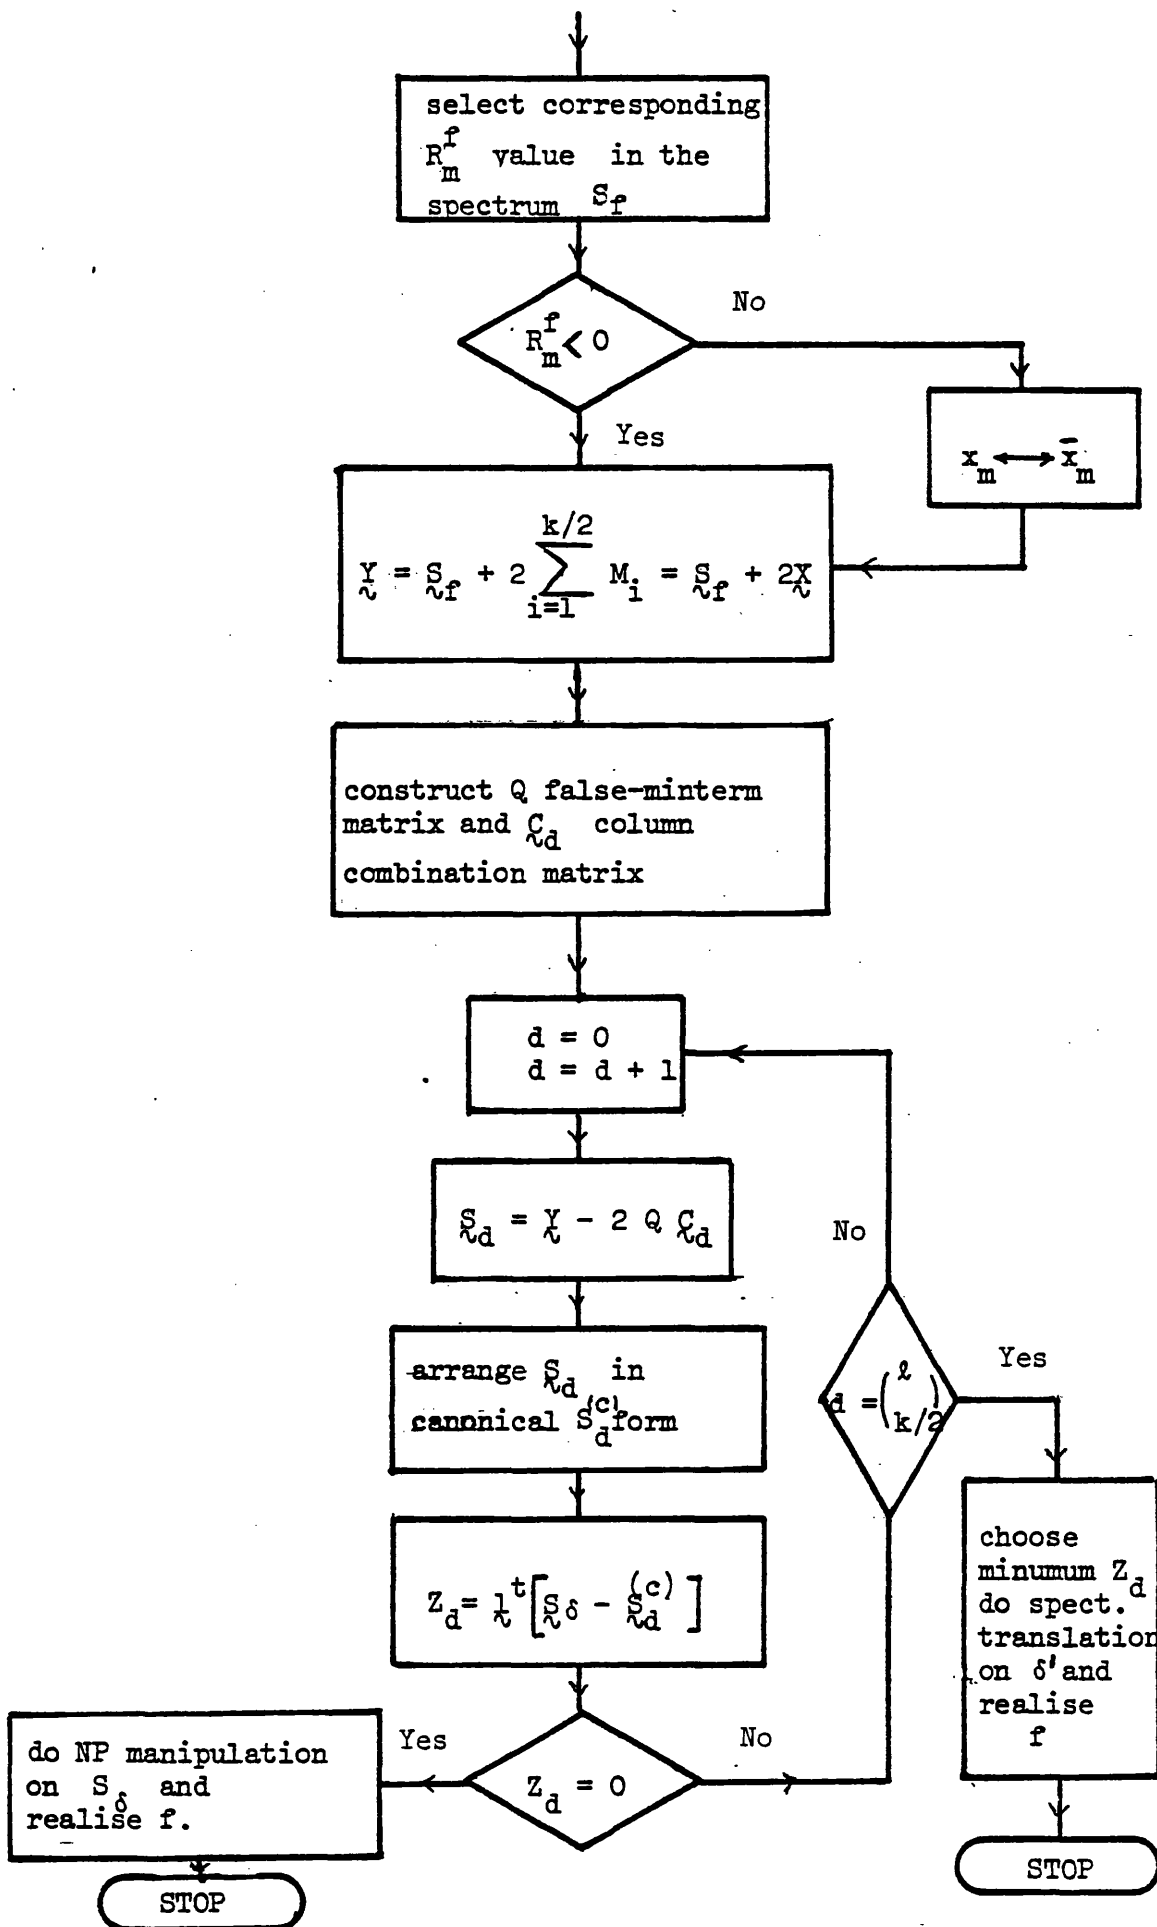 select corresponding
R_m^f value in the
spectrum S_f
R_m^f < 0
No
x_m ⟷ x̄_m
Yes
Y = S_f + 2 ∑_{i=1}^{k/2} M_i = S_f + 2X
construct Q false-minterm
matrix and C_d column
combination matrix
d = 0
d = d + 1
S_d = Y - 2 Q C_d
No
arrange S_d in
canonical S_d^(c) form
d = (ℓ k/2)
Yes
Z_d = 1^t [S_δ - S_d^(c)]
choose
minumum Z_d
do spect.
translation
on δ' and
realise
f
do NP manipulation
on S_δ and
realise f.
Yes
Z_d = 0
No
STOP
STOP